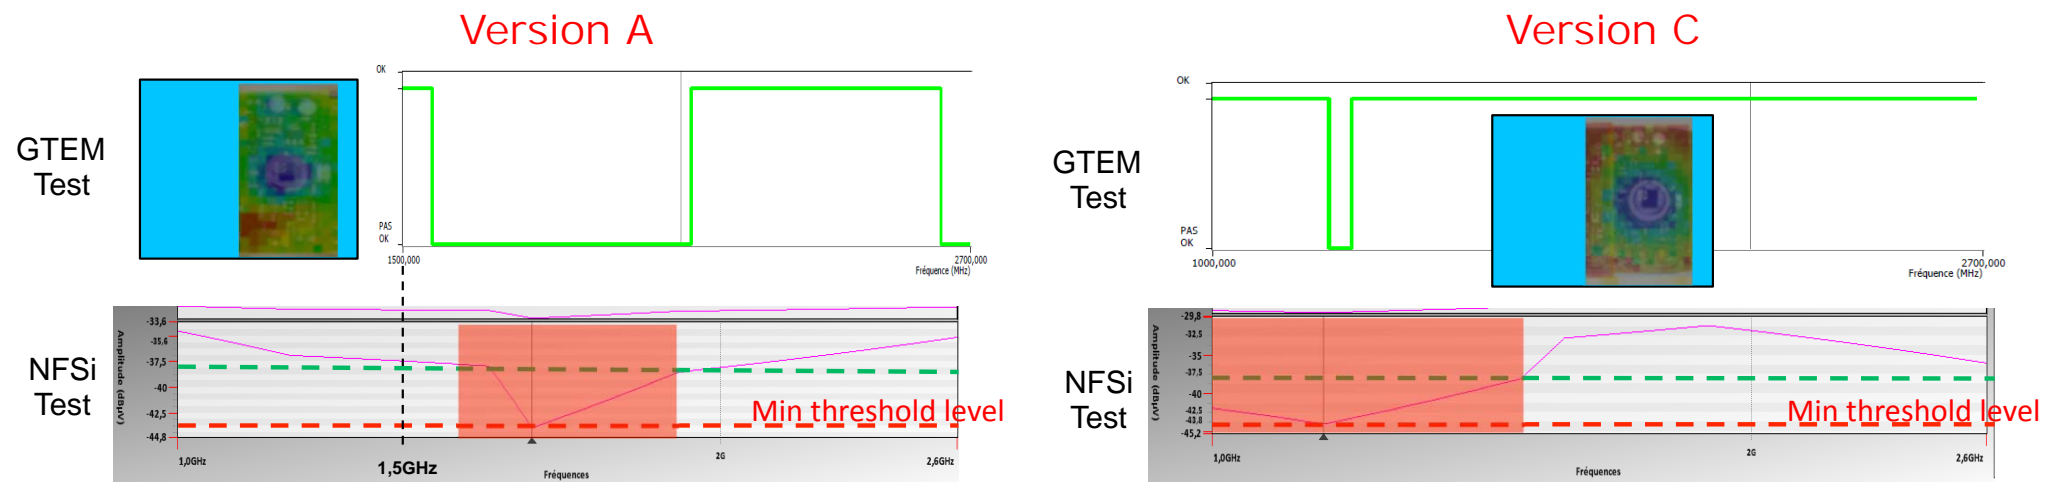 Version A
GTEM
Test
OK
PAS
OK
1500,000
2700,000
Fréquence (MHz)
NFSi
Test
Amplitude (dBµV)
-33,6
-35,6
-37,5
-40
-42,5
-44,8
Min threshold level
1,0GHz
1,5GHz
2G
2,6GHz
Fréquences
Version C
GTEM
Test
OK
PAS
OK
1000,000
2700,000
Fréquence (MHz)
NFSi
Test
Amplitude (dBµV)
-29,8
-32,5
-35
-37,5
-40
-42,5
-43,8
-45,2
Min threshold level
1,0GHz
2G
2,6GHz
Fréquences